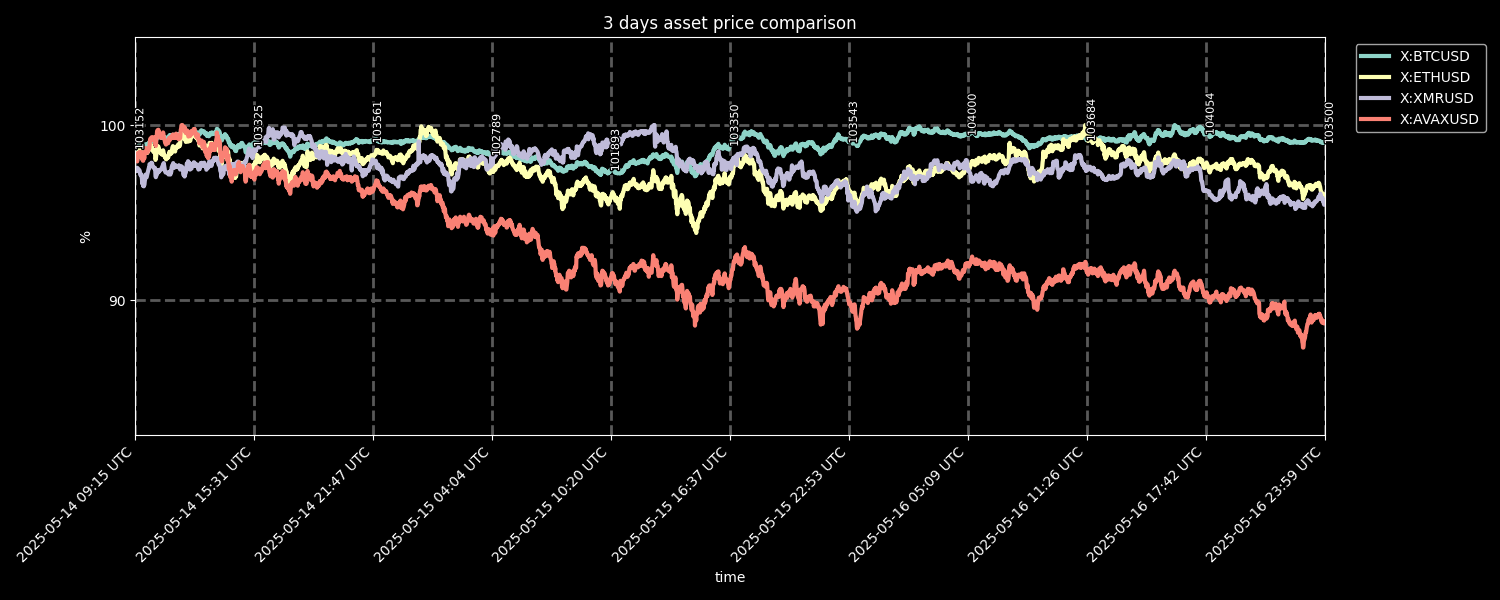 3 days asset price comparison
X:BTCUSD
X:ETHUSD
X:XMRUSD
X:AVAXUSD
%
100
90
103152
103325
103561
102789
101893
103350
103543
104000
103684
104054
103500
2025-05-14 09:15 UTC
2025-05-14 15:31 UTC
2025-05-14 21:47 UTC
2025-05-15 04:04 UTC
2025-05-15 10:20 UTC
2025-05-15 16:37 UTC
2025-05-15 22:53 UTC
2025-05-16 05:09 UTC
2025-05-16 11:26 UTC
2025-05-16 17:42 UTC
2025-05-16 23:59 UTC
time